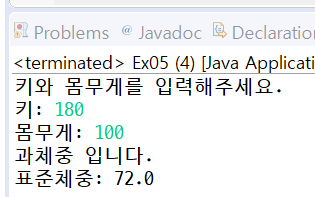 Problems @ Javadoc Declaration
<terminated> Ex05 (4) [Java Applicati
키와 몸무게를 입력해주세요.
키: 180
몸무게: 100
과체중 입니다.
표준체중: 72.0